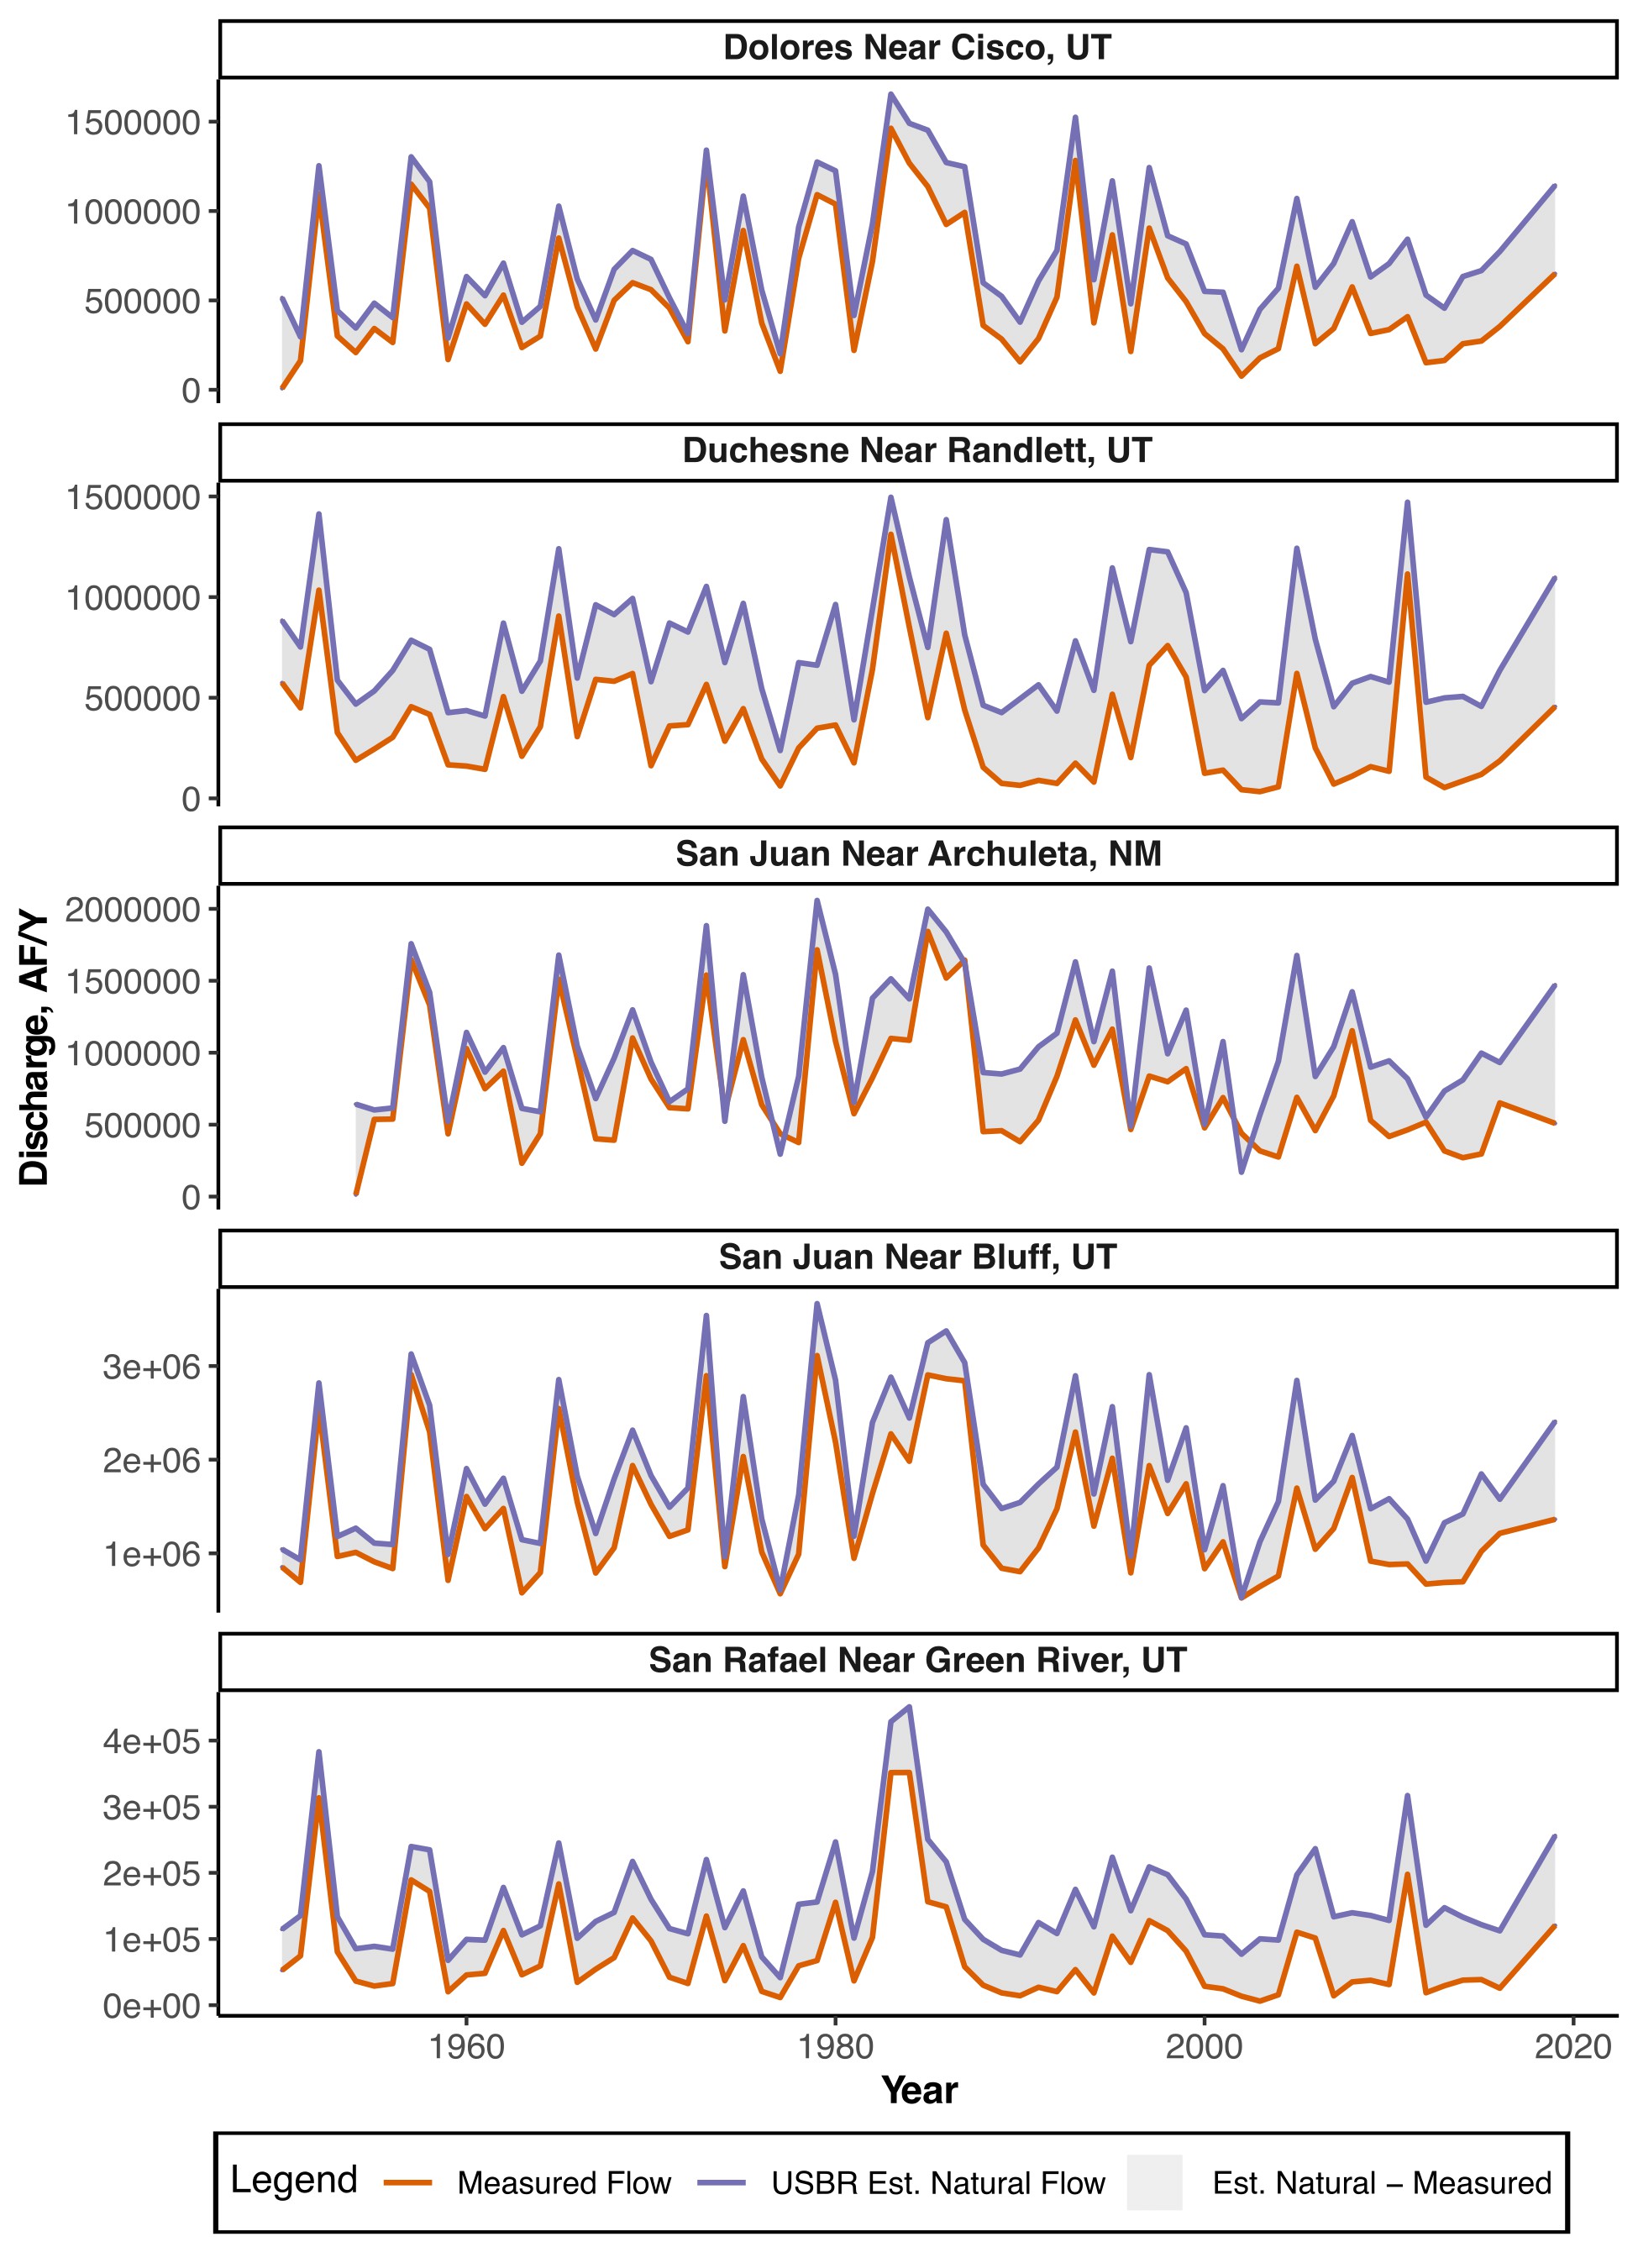 Dolores Near Cisco, UT
1500000
1000000
500000
0
Duchesne Near Randlett, UT
1500000
1000000
500000
0
San Juan Near Archuleta, NM
2000000
1500000
1000000
500000
0
San Juan Near Bluff, UT
3e+06
2e+06
1e+06
San Rafael Near Green River, UT
4e+05
3e+05
2e+05
1e+05
0e+00
Discharge, AF/Y
1960 1980 2000 2020
Year
Legend Measured Flow USBR Est. Natural Flow Est. Natural − Measured